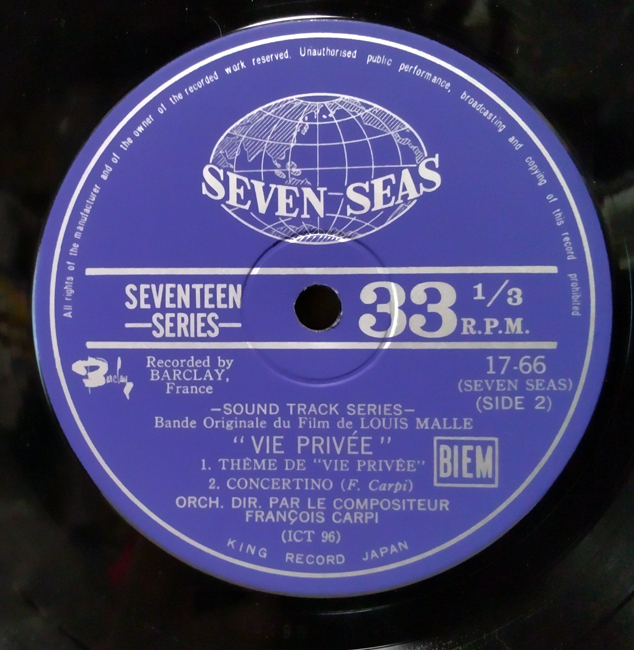 All rights of the manufacturer and of the owner of the recorded work reserved. Unauthorised public performance, broadcasting and copying of this record prohibited
SEVEN SEAS
SEVENTEEN
—SERIES—
33 1/3
R.P.M.
Barclay
Recorded by
BARCLAY,
France
17-66
(SEVEN SEAS)
(SIDE 2)
—SOUND TRACK SERIES—
Bande Originale du Film de LOUIS MALLE
"VIE PRIVÉE"
1. THÈME DE "VIE PRIVÉE"
2. CONCERTINO (F. Carpi)
BIEM
ORCH. DIR. PAR LE COMPOSITEUR
FRANÇOIS CARPI
(ICT 96)
KING RECORD JAPAN